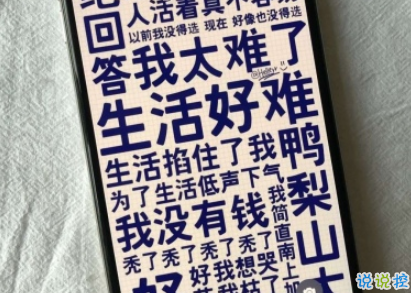 人活着真不容易
以前我没得选 现在 好像也没得选
回答
我太难了
@Hoilevr
生活好难
鸭梨山大
生活掐住了我
为了生活低声下气
我没有钱
我简直南上加
秃了秃了秃了秃了
好我想哭
说说控